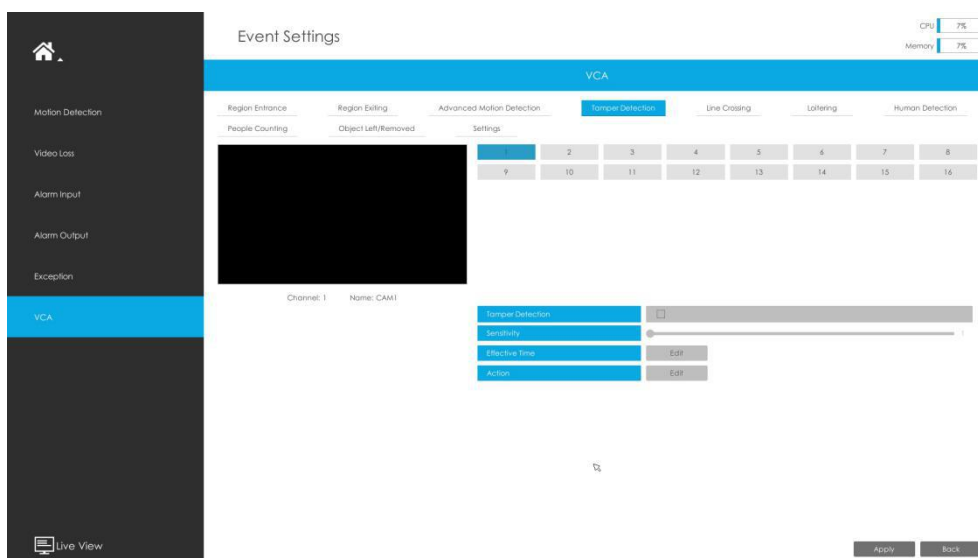 Event Settings
CPU 7%
Memory 7%
VCA
Motion Detection
Video Loss
Alarm Input
Alarm Output
Exception
VCA
Live View
Region Entrance Region Exiting Advanced Motion Detection Tamper Detection Line Crossing Loitering Human Detection
People Counting Object Left/Removed Settings
1 2 3 4 5 6 7 8
9 10 11 12 13 14 15 16
Channel: 1 Name: CAM1
Tamper Detection
Sensitivity 1
Effective Time Edit
Action Edit
Apply Back